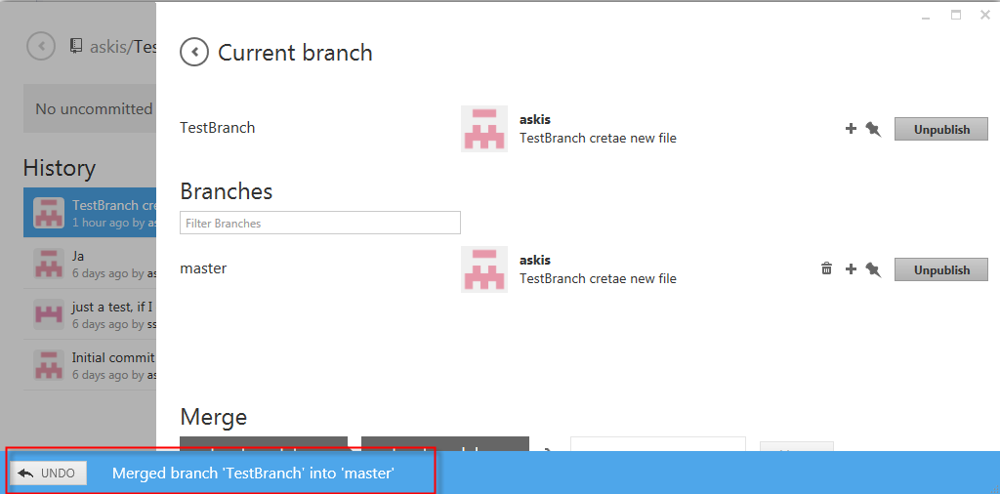 askis/Tes
No uncommitted
History
TestBranch cre
1 hour ago by as
Ja
6 days ago by as
just a test, if I
6 days ago by ss
Initial commit
6 days ago by as
Current branch
TestBranch
askis
TestBranch cretae new file
Unpublish
Branches
Filter Branches
master
askis
TestBranch cretae new file
Unpublish
Merge
UNDO
Merged branch 'TestBranch' into 'master'